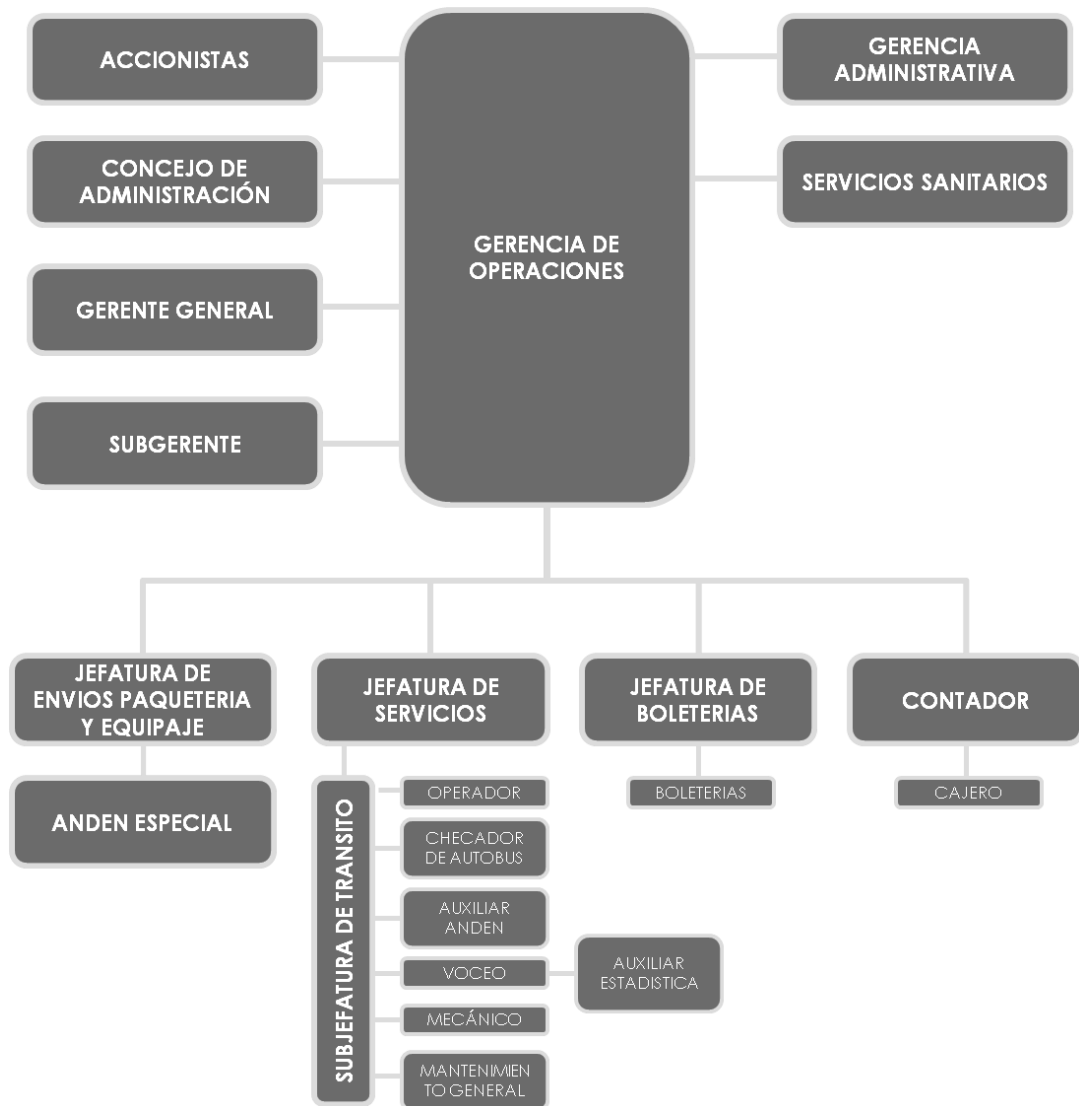 ACCIONISTAS
CONCEJO DE
ADMINISTRACIÓN
GERENTE GENERAL
SUBGERENTE
GERENCIA DE
OPERACIONES
GERENCIA
ADMINISTRATIVA
SERVICIOS SANITARIOS
JEFATURA DE
ENVIOS PAQUETERIA
Y EQUIPAJE
ANDEN ESPECIAL
JEFATURA DE
SERVICIOS
SUBJEFATURA DE TRANSITO
OPERADOR
CHECADOR
DE AUTOBUS
AUXILIAR
ANDEN
VOCEO
AUXILIAR
ESTADISTICA
MECÁNICO
MANTENIMIEN
TO GENERAL
JEFATURA DE
BOLETERIAS
BOLETERIAS
CONTADOR
CAJERO